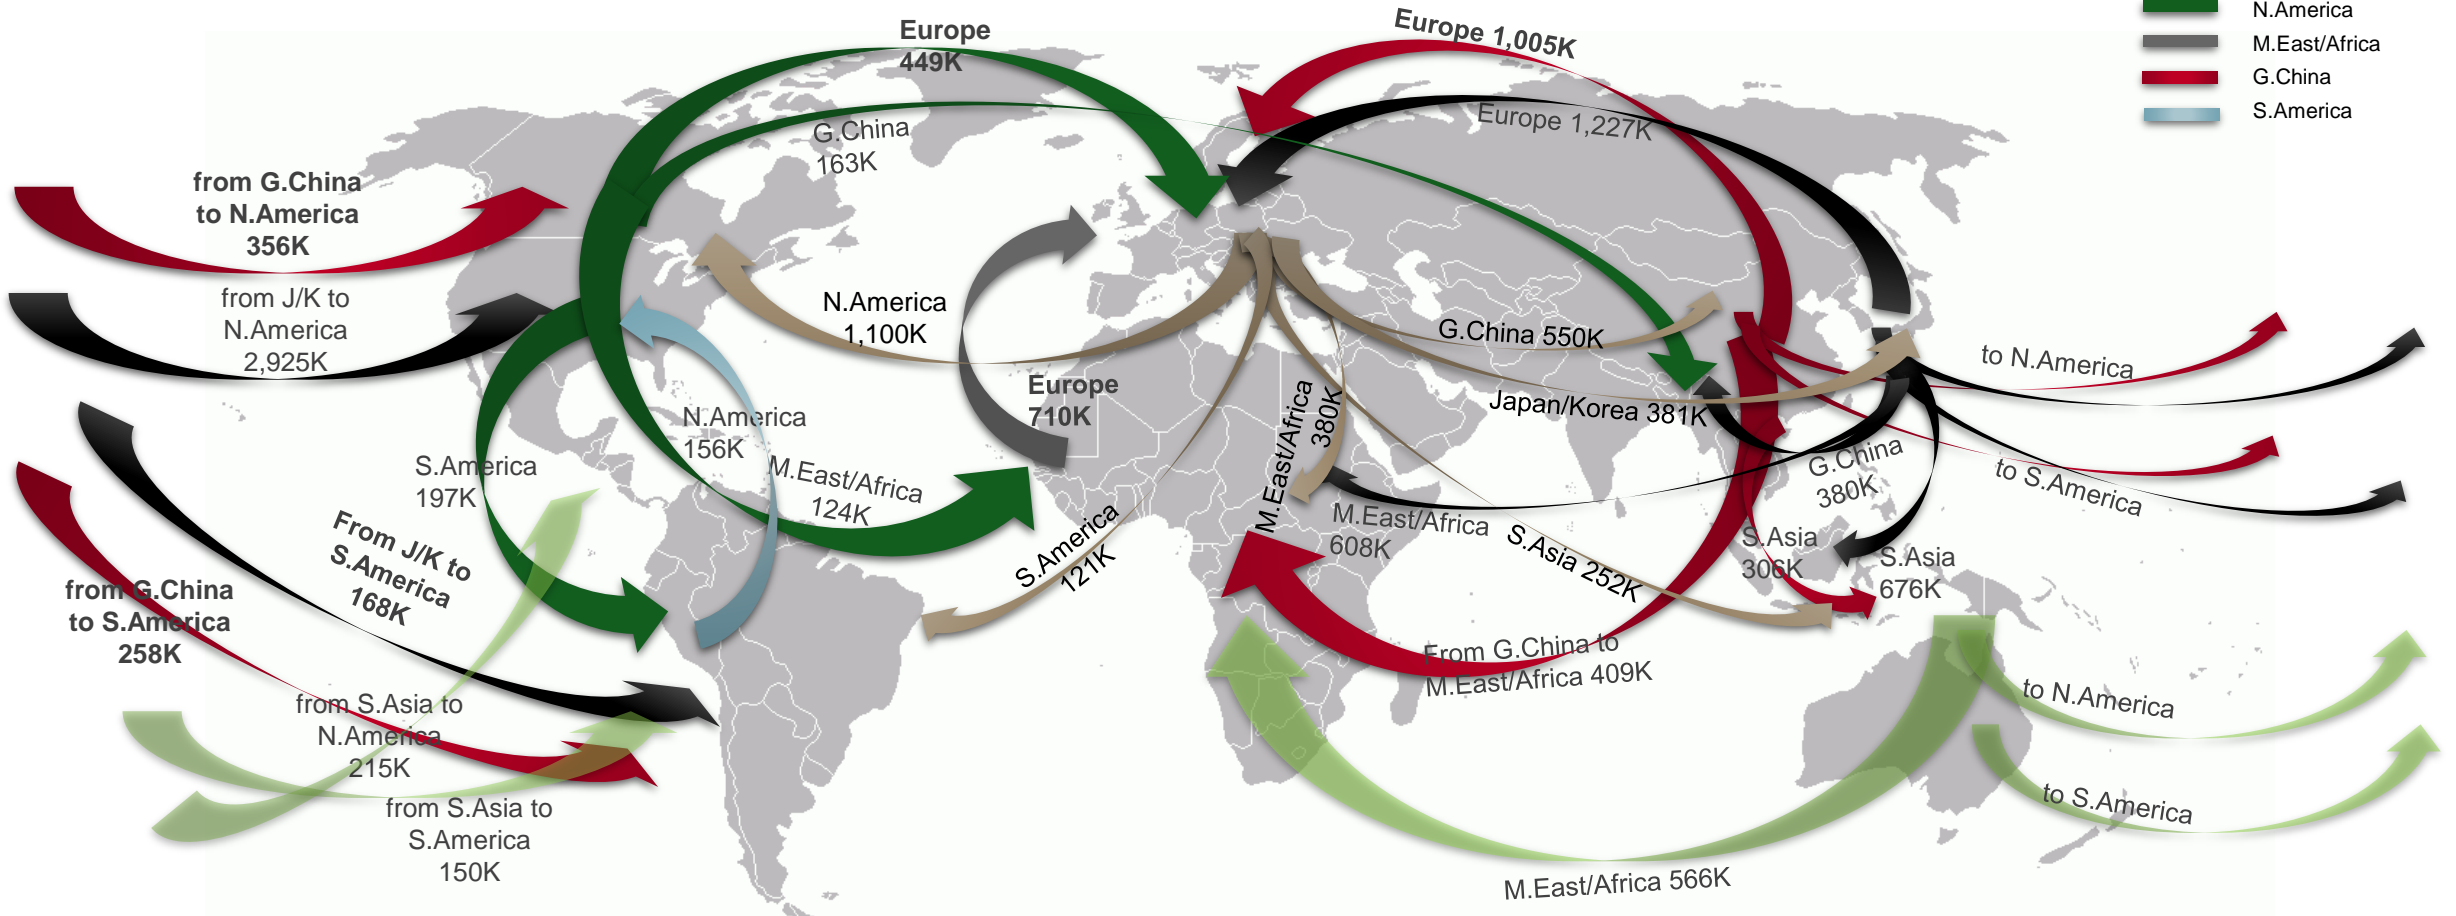 N.America
M.East/Africa
G.China
S.America
Europe
449K
Europe 1,005K
Europe 1,227K
G.China
163K
from G.China
to N.America
356K
from J/K to
N.America
2,925K
N.America
1,100K
G.China 550K
to N.America
Europe
710K
M.East/Africa
380K
Japan/Korea 381K
N.America
156K
S.America
197K
M.East/Africa
124K
G.China
380K
to S.America
From J/K to
S.America
168K
S.America
121K
M.East/Africa
608K
S.Asia 252K
S.Asia
306K
S.Asia
676K
from G.China
to S.America
258K
From G.China to
M.East/Africa 409K
from S.Asia to
N.America
215K
to N.America
from S.Asia to
S.America
150K
to S.America
M.East/Africa 566K